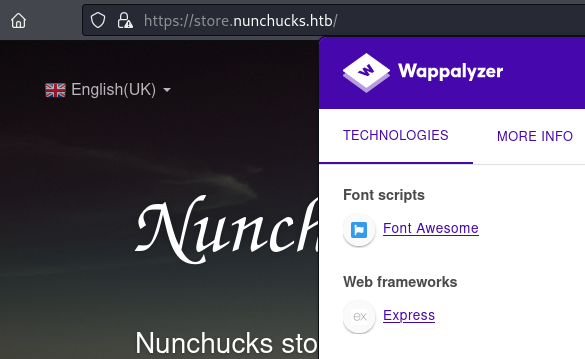 https://store.nunchucks.htb/
English(UK)
Wappalyzer
TECHNOLOGIES
MORE INFO
Font scripts
Font Awesome
Web frameworks
ex
Express
Nunch
Nunchucks sto